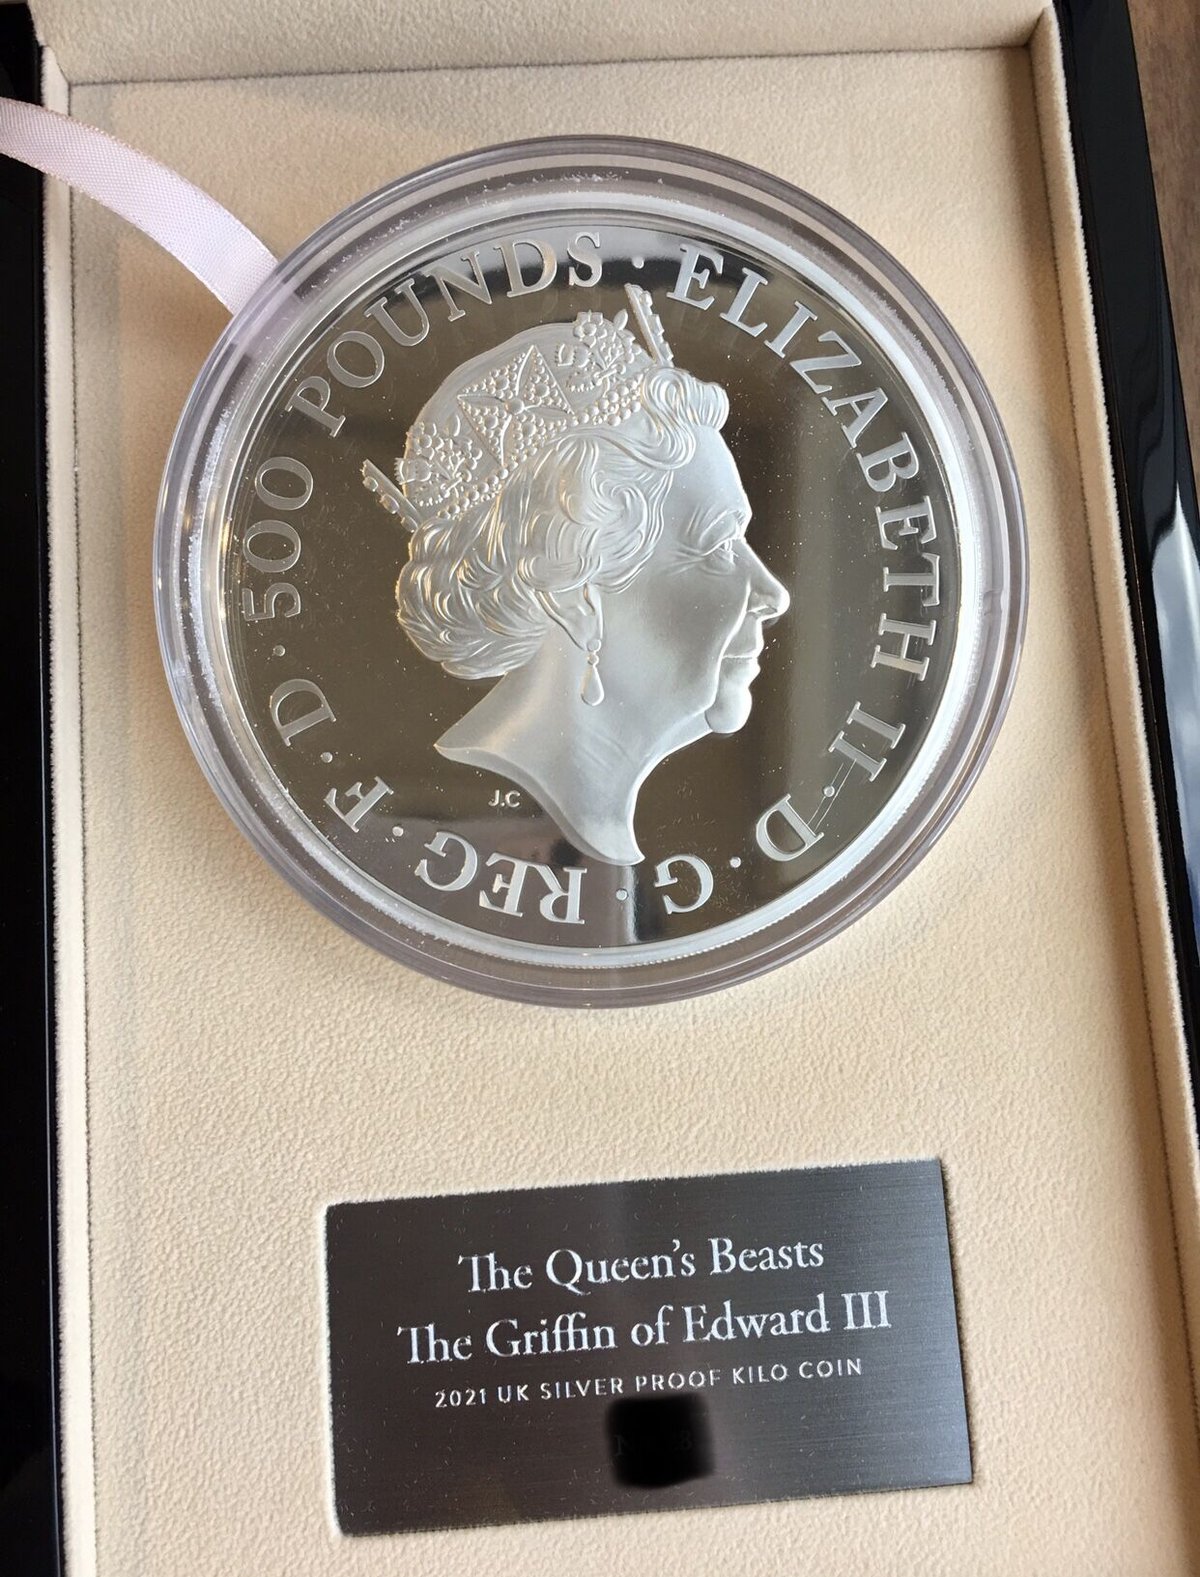 ELIZABETH II · D · G · REG · F · D · 500 POUNDS ·
J.C
The Queen's Beasts
The Griffin of Edward III
2021 UK SILVER PROOF KILO COIN